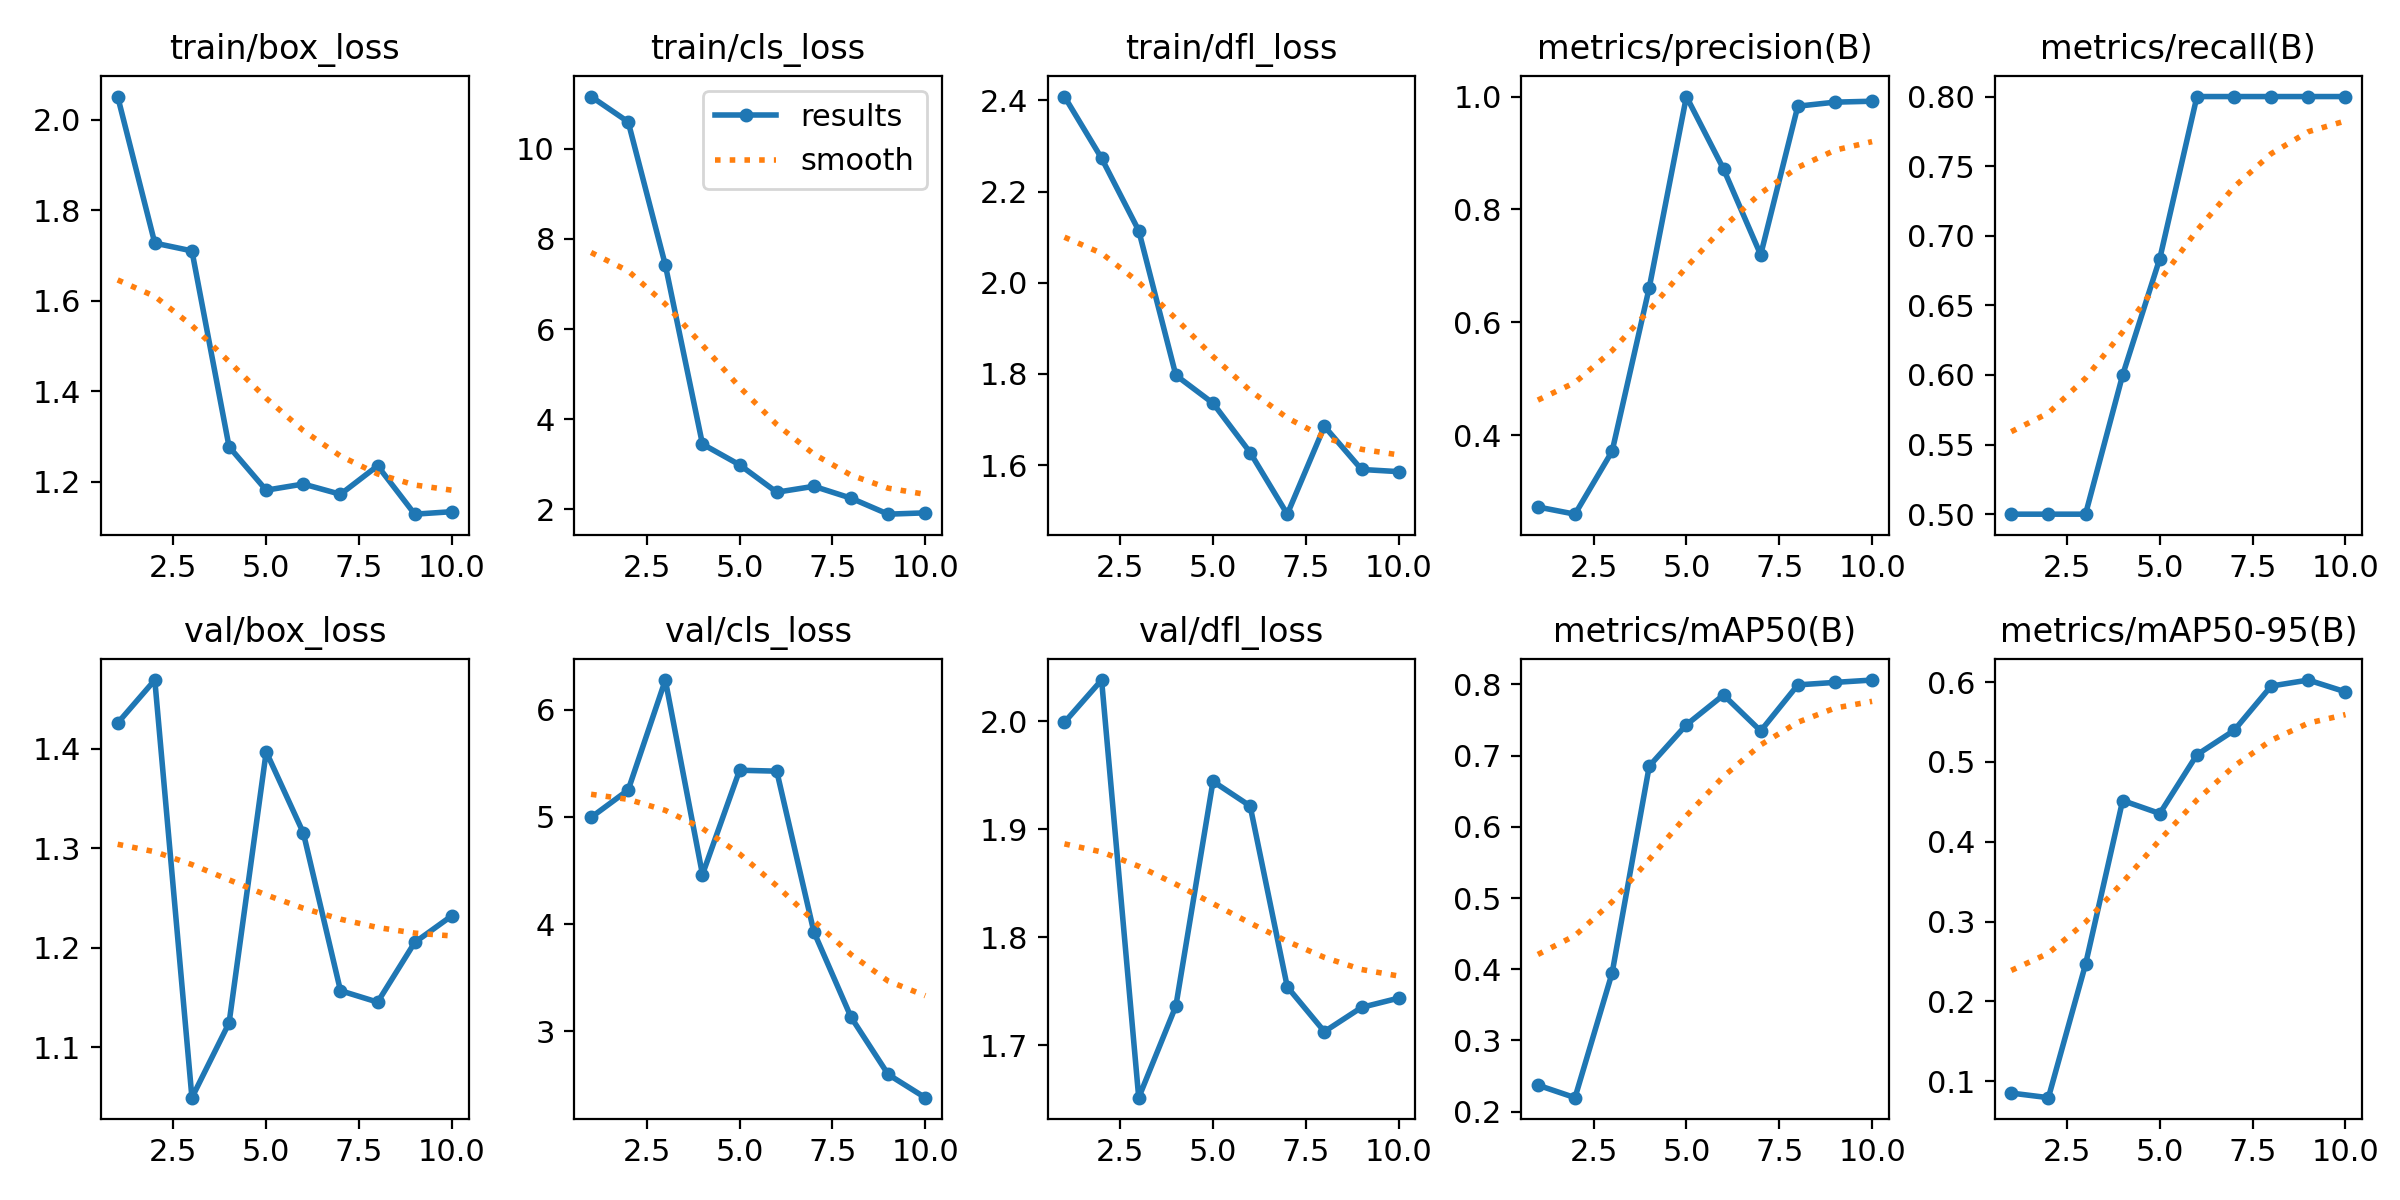 train/box_loss
2.0
1.8
1.6
1.4
1.2
2.5 5.0 7.5 10.0
train/cls_loss
results
smooth
10
8
6
4
2
2.5 5.0 7.5 10.0
train/dfl_loss
2.4
2.2
2.0
1.8
1.6
2.5 5.0 7.5 10.0
metrics/precision(B)
1.0
0.8
0.6
0.4
2.5 5.0 7.5 10.0
metrics/recall(B)
0.80
0.75
0.70
0.65
0.60
0.55
0.50
2.5 5.0 7.5 10.0
val/box_loss
1.4
1.3
1.2
1.1
2.5 5.0 7.5 10.0
val/cls_loss
6
5
4
3
2.5 5.0 7.5 10.0
val/dfl_loss
2.0
1.9
1.8
1.7
2.5 5.0 7.5 10.0
metrics/mAP50(B)
0.8
0.7
0.6
0.5
0.4
0.3
0.2
2.5 5.0 7.5 10.0
metrics/mAP50-95(B)
0.6
0.5
0.4
0.3
0.2
0.1
2.5 5.0 7.5 10.0